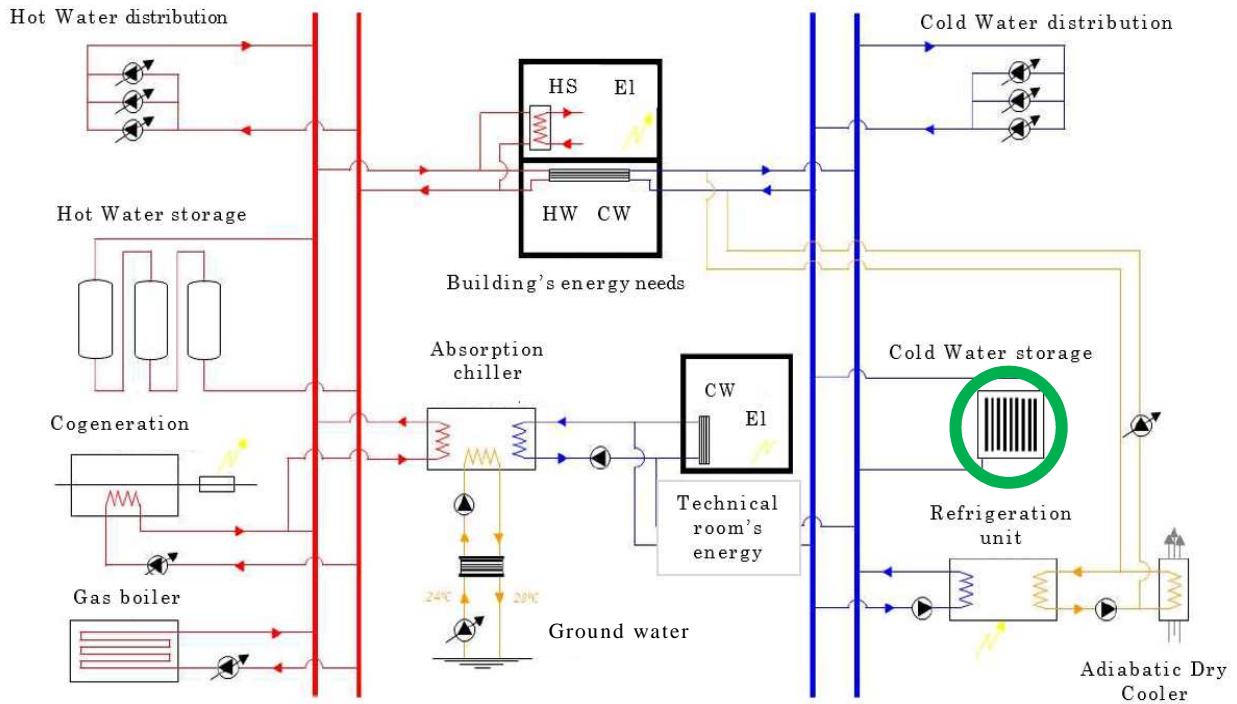 Hot Water distribution
Cold Water distribution
HS El
HW CW
Building's energy needs
Hot Water storage
Absorption
chiller
Cold Water storage
CW
El
Cogeneration
Technical
room's
energy
Refrigeration
unit
Gas boiler
24°C 28°C
Ground water
Adiabatic Dry
Cooler